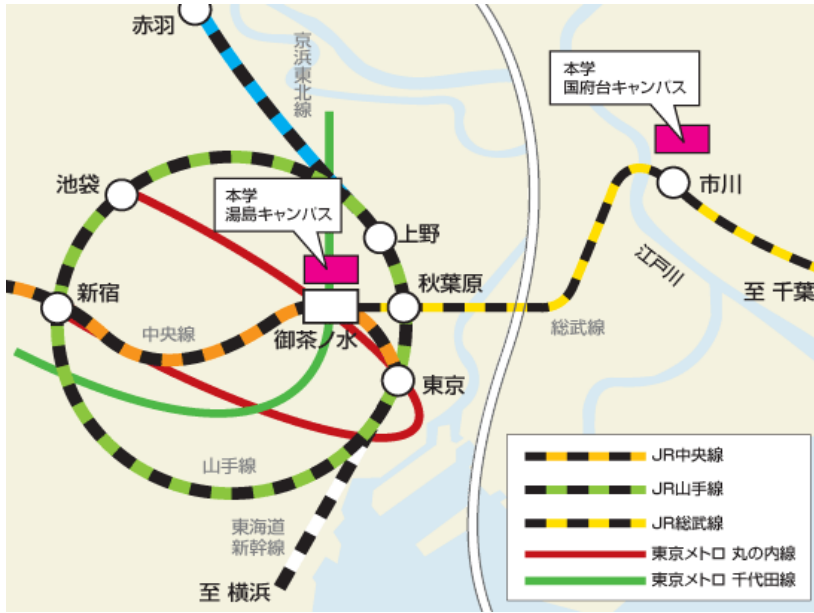 赤羽
京浜東北線
本学
国府台キャンパス
池袋
本学
湯島キャンパス
市川
上野
新宿
秋葉原
江戸川
至 千葉
中央線
御茶ノ水
総武線
東京
山手線
JR中央線
JR山手線
JR総武線
東京メトロ 丸の内線
東京メトロ 千代田線
東海道
新幹線
至 横浜